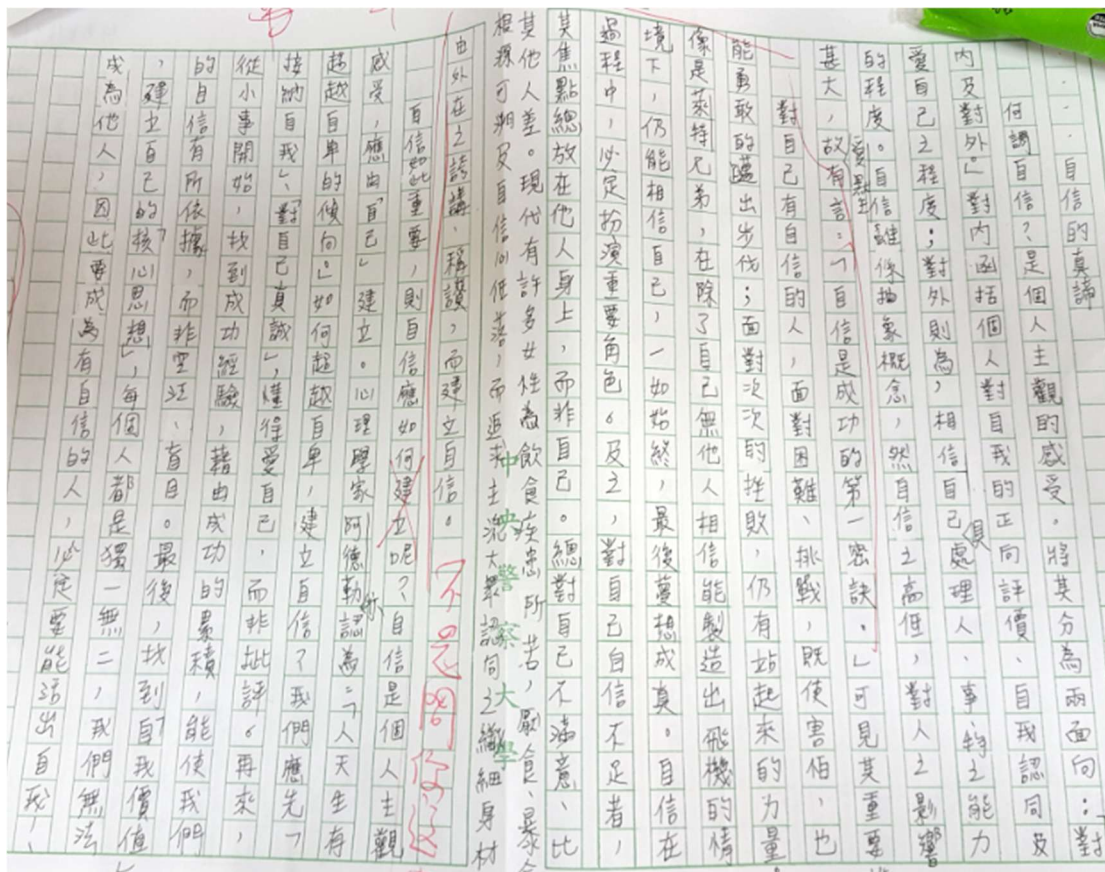 自信的真諦
何謂自信?是個人主觀的感受。將其分為兩面向:對
內及對外。」對內函括個人對自我的正向評價、自我認同及
愛自己之程度;對外則為,相信自己具處理人、事、物之能力
的程度。自信雖係抽象概念,然自信之高低,對人之影響
甚大,故有言:「自信是成功的第一密訣。」可見其重要
對自己有自信的人,面對困難、挑戰,既使害怕,也
能勇敢的邁出步伐;面對次次的挫敗,仍有站起來的力量
像是萊特兄弟,在除了自己無他人相信能製造出飛機的情
境下,仍能相信自己,一如始終,最後蔓想成真。自信在
過程中,必定扮演重要角色。反之,對自己自信不足者,
其焦點總放在他人身上,而非自己。總對自己不滿意、比
其他人差。現代有許多女性為飲食疾患所苦,厭食、暴食
根源可期及自信心低落,而追求主流大眾認同之纖細身材
中央警察大學
由外在之誇講、稱讚,而建立自信。
不是問你這
自信如此重要,則自信應如何建立呢?自信是個人主觀
感受,應由「自己」建立。心理學家阿德勒認為:「人天生有
超越自卑的傾向。」如何超越自卑,建立自信?我們應先「
接納自我」、「對自己真誠」,懂得愛自己,而非批評。再來,
從小事開始,找到成功經驗,藉由成功的累積,能使我們
的自信有所依據,而非空泛、盲目。最後,找到自我價值
,建立自己的「核心思想」,每個人都是獨一無二,我們無法
成為他人,因此要成為有自信的人,必定要能活出自我、